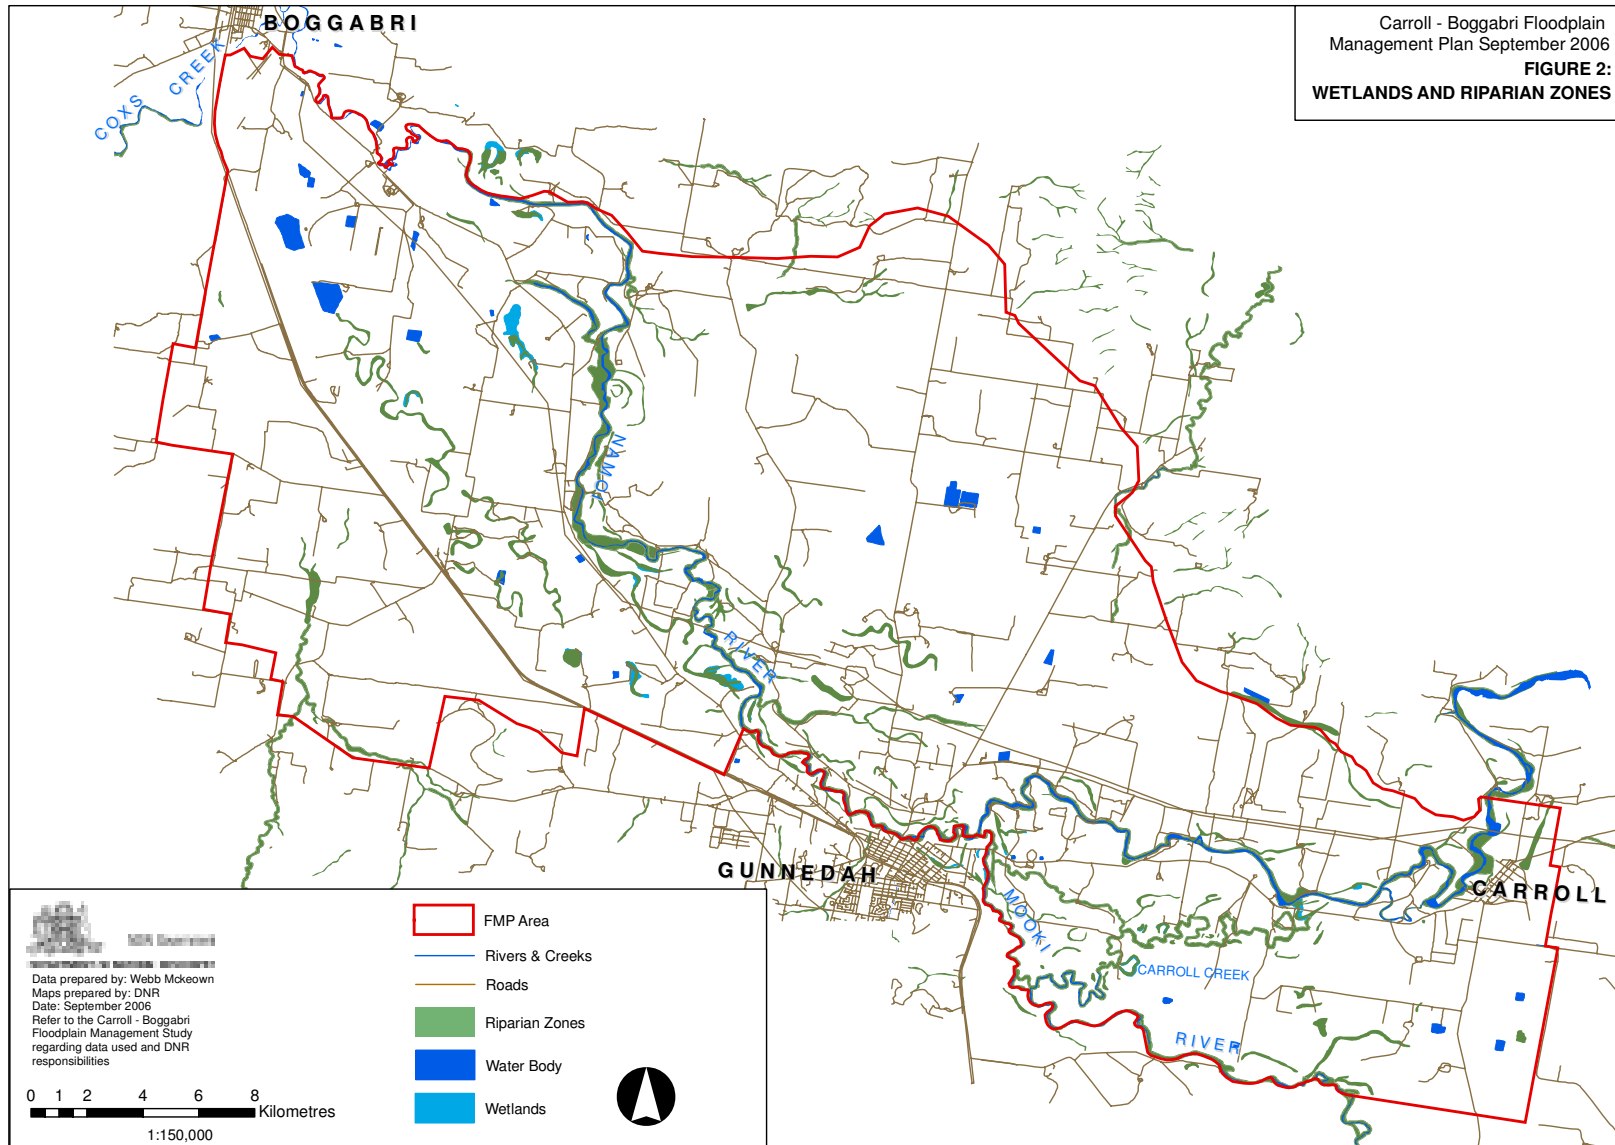 BOGGABRI
Carroll - Boggabri Floodplain
Management Plan September 2006
FIGURE 2:
WETLANDS AND RIPARIAN ZONES
COXS CREEK
NAMOI
RIVER
GUNNEDAH
CARROLL
MOOKI
CARROLL CREEK
RIVER
Data prepared by: Webb Mckeown
Maps prepared by: DNR
Date: September 2006
Refer to the Carroll - Boggabri
Floodplain Management Study
regarding data used and DNR
responsibilities
0 1 2 4 6 8
Kilometres
1:150,000
FMP Area
Rivers & Creeks
Roads
Riparian Zones
Water Body
Wetlands